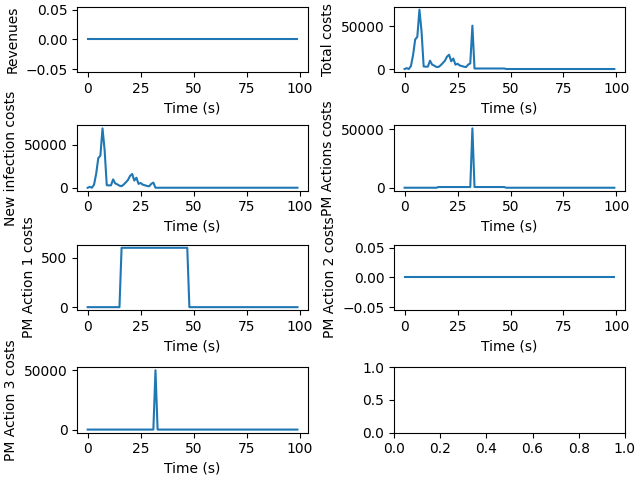 Revenues
0.05
0.00
−0.05
0 25 50 75 100
Time (s)
Total costs
50000
0
0 25 50 75 100
Time (s)
New infection costs
50000
0
0 25 50 75 100
Time (s)
PM Actions costs
50000
0
0 25 50 75 100
Time (s)
PM Action 1 costs
500
0
0 25 50 75 100
Time (s)
PM Action 2 costs
0.05
0.00
−0.05
0 25 50 75 100
Time (s)
PM Action 3 costs
50000
0
0 25 50 75 100
Time (s)
1.0
0.5
0.0
0.0 0.2 0.4 0.6 0.8 1.0